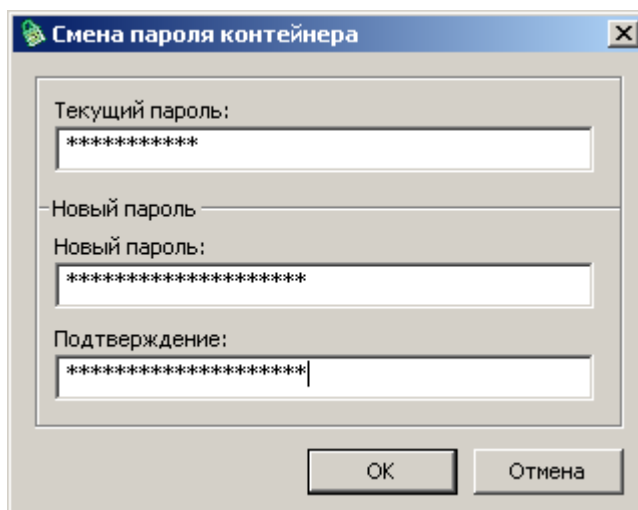 Смена пароля контейнера
Текущий пароль:
***********
Новый пароль
Новый пароль:
********************
Подтверждение:
********************
OK
Отмена